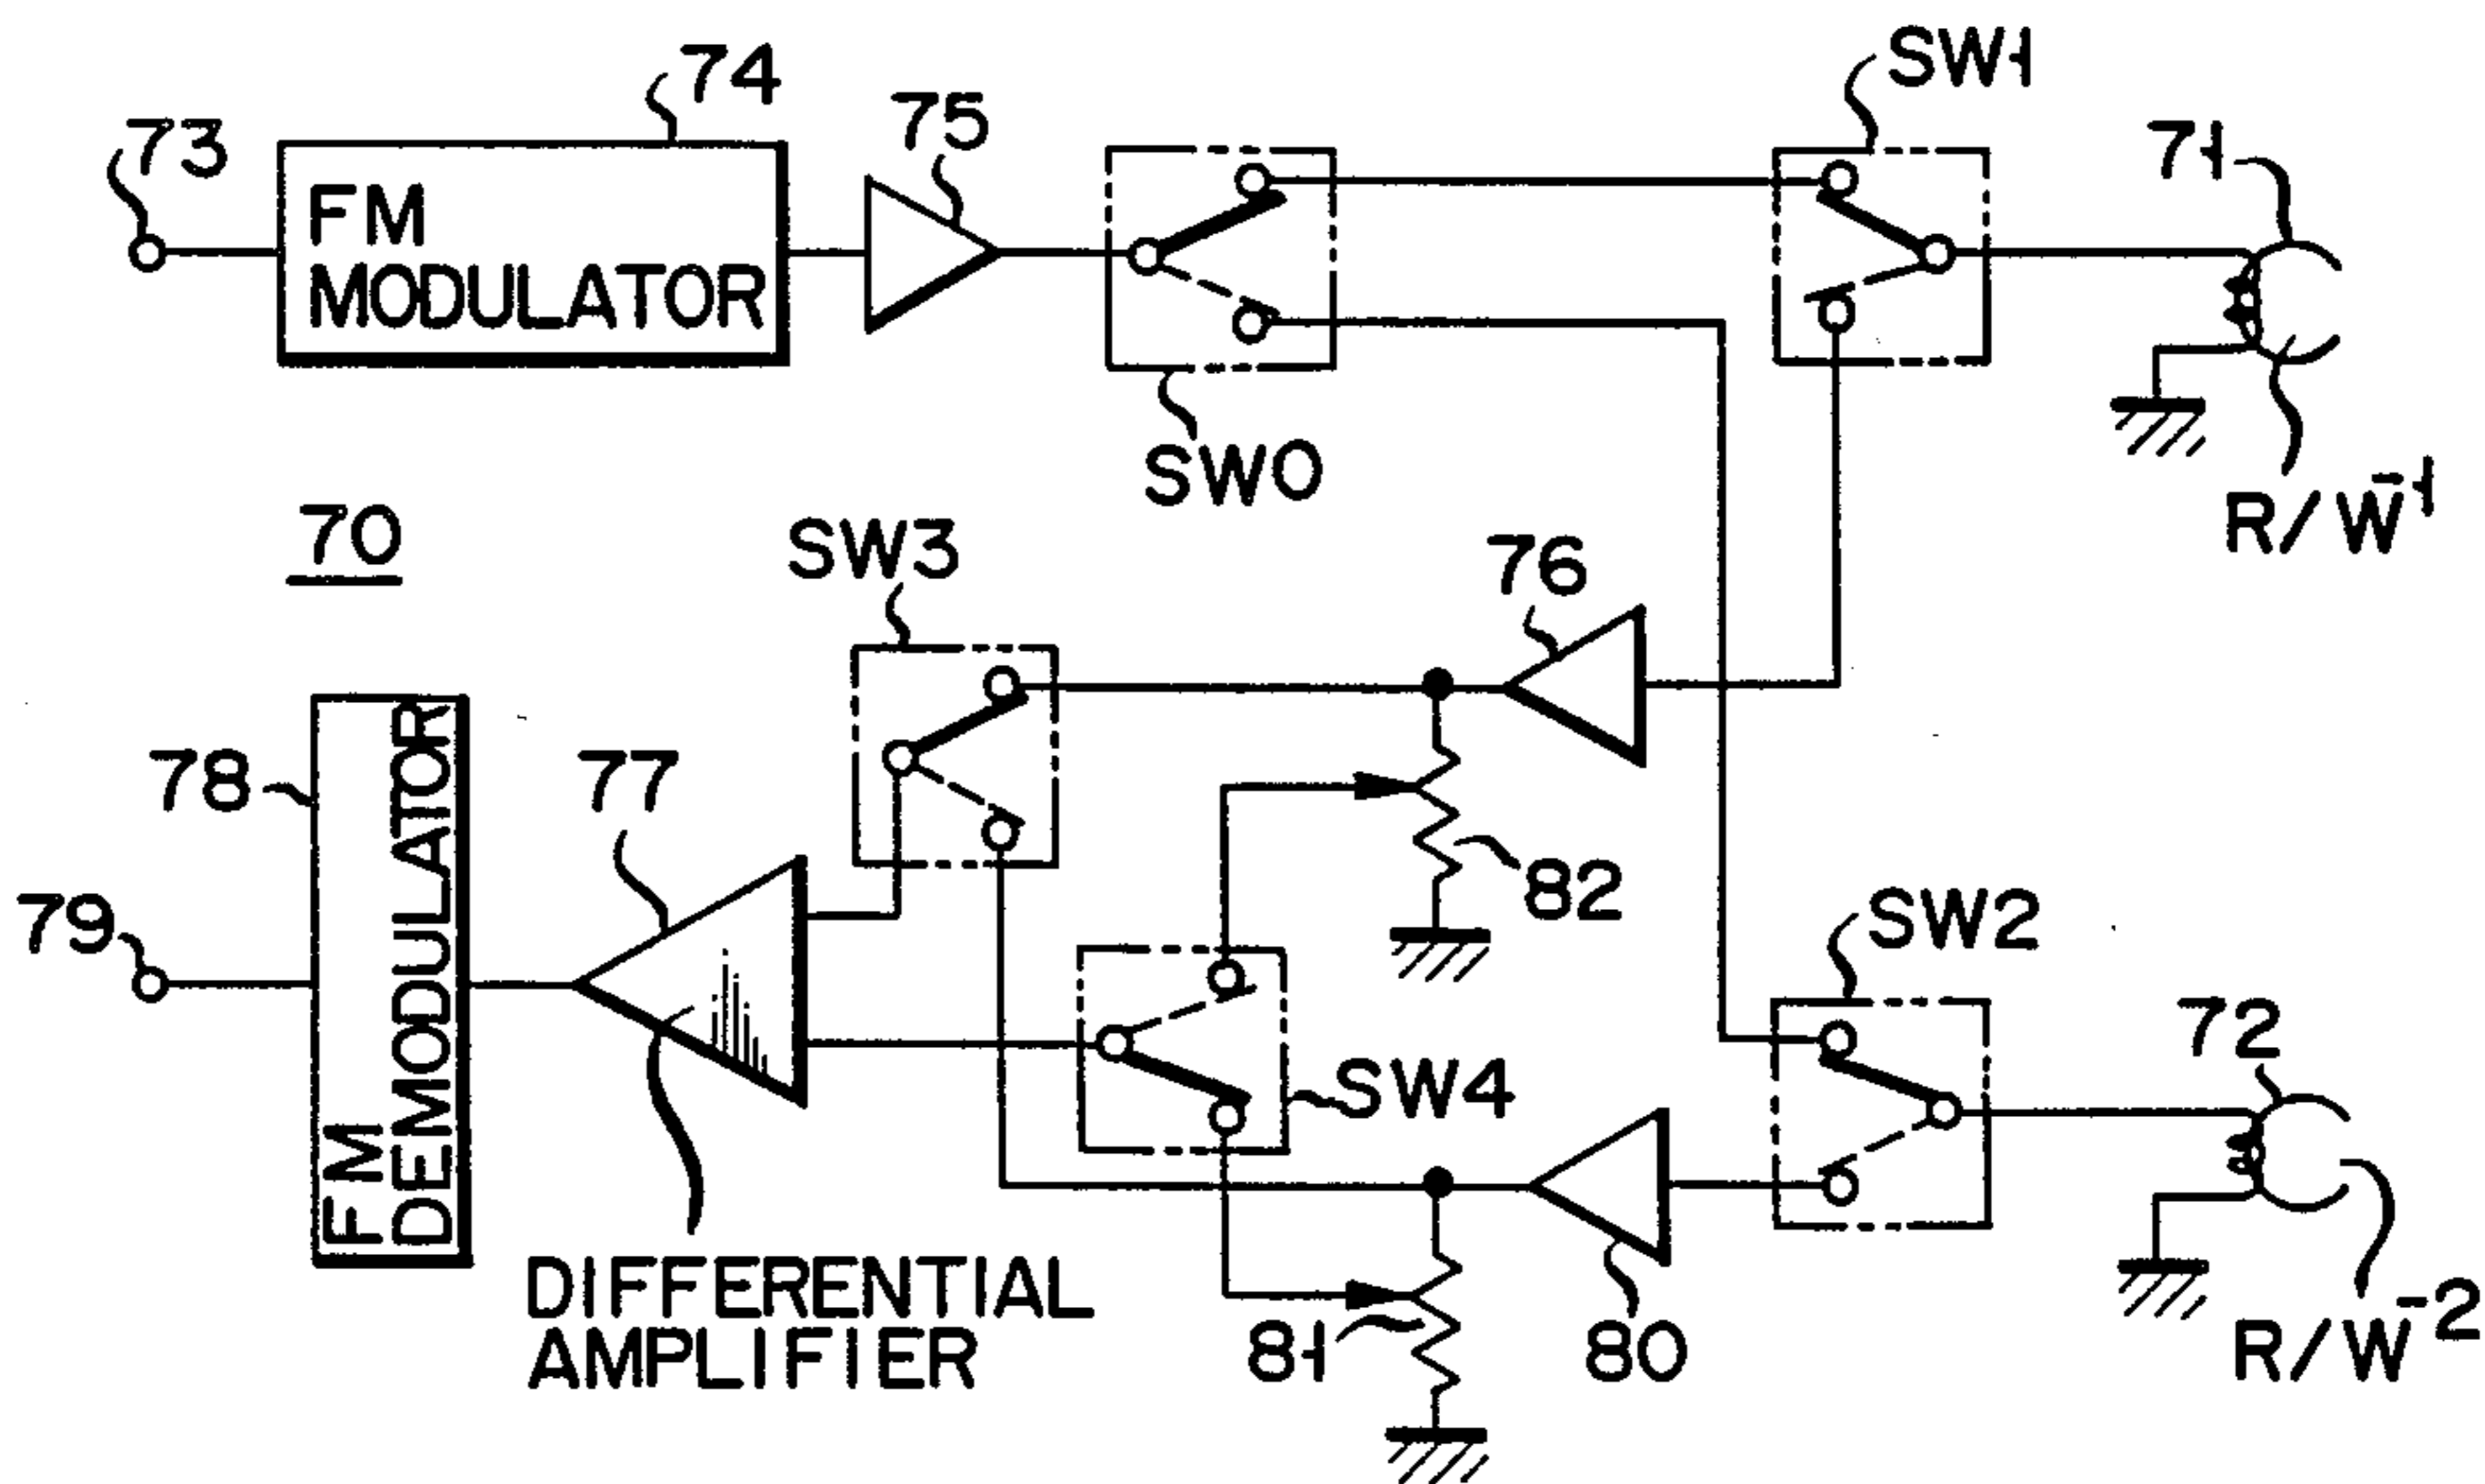 74
SW1
73
75
71
FM
MODULATOR
SW0
R/W-1
70
SW3
76
78
77
82
79
FM
DEMODULATOR
SW2
72
SW4
DIFFERENTIAL
AMPLIFIER
81
80
R/W-2